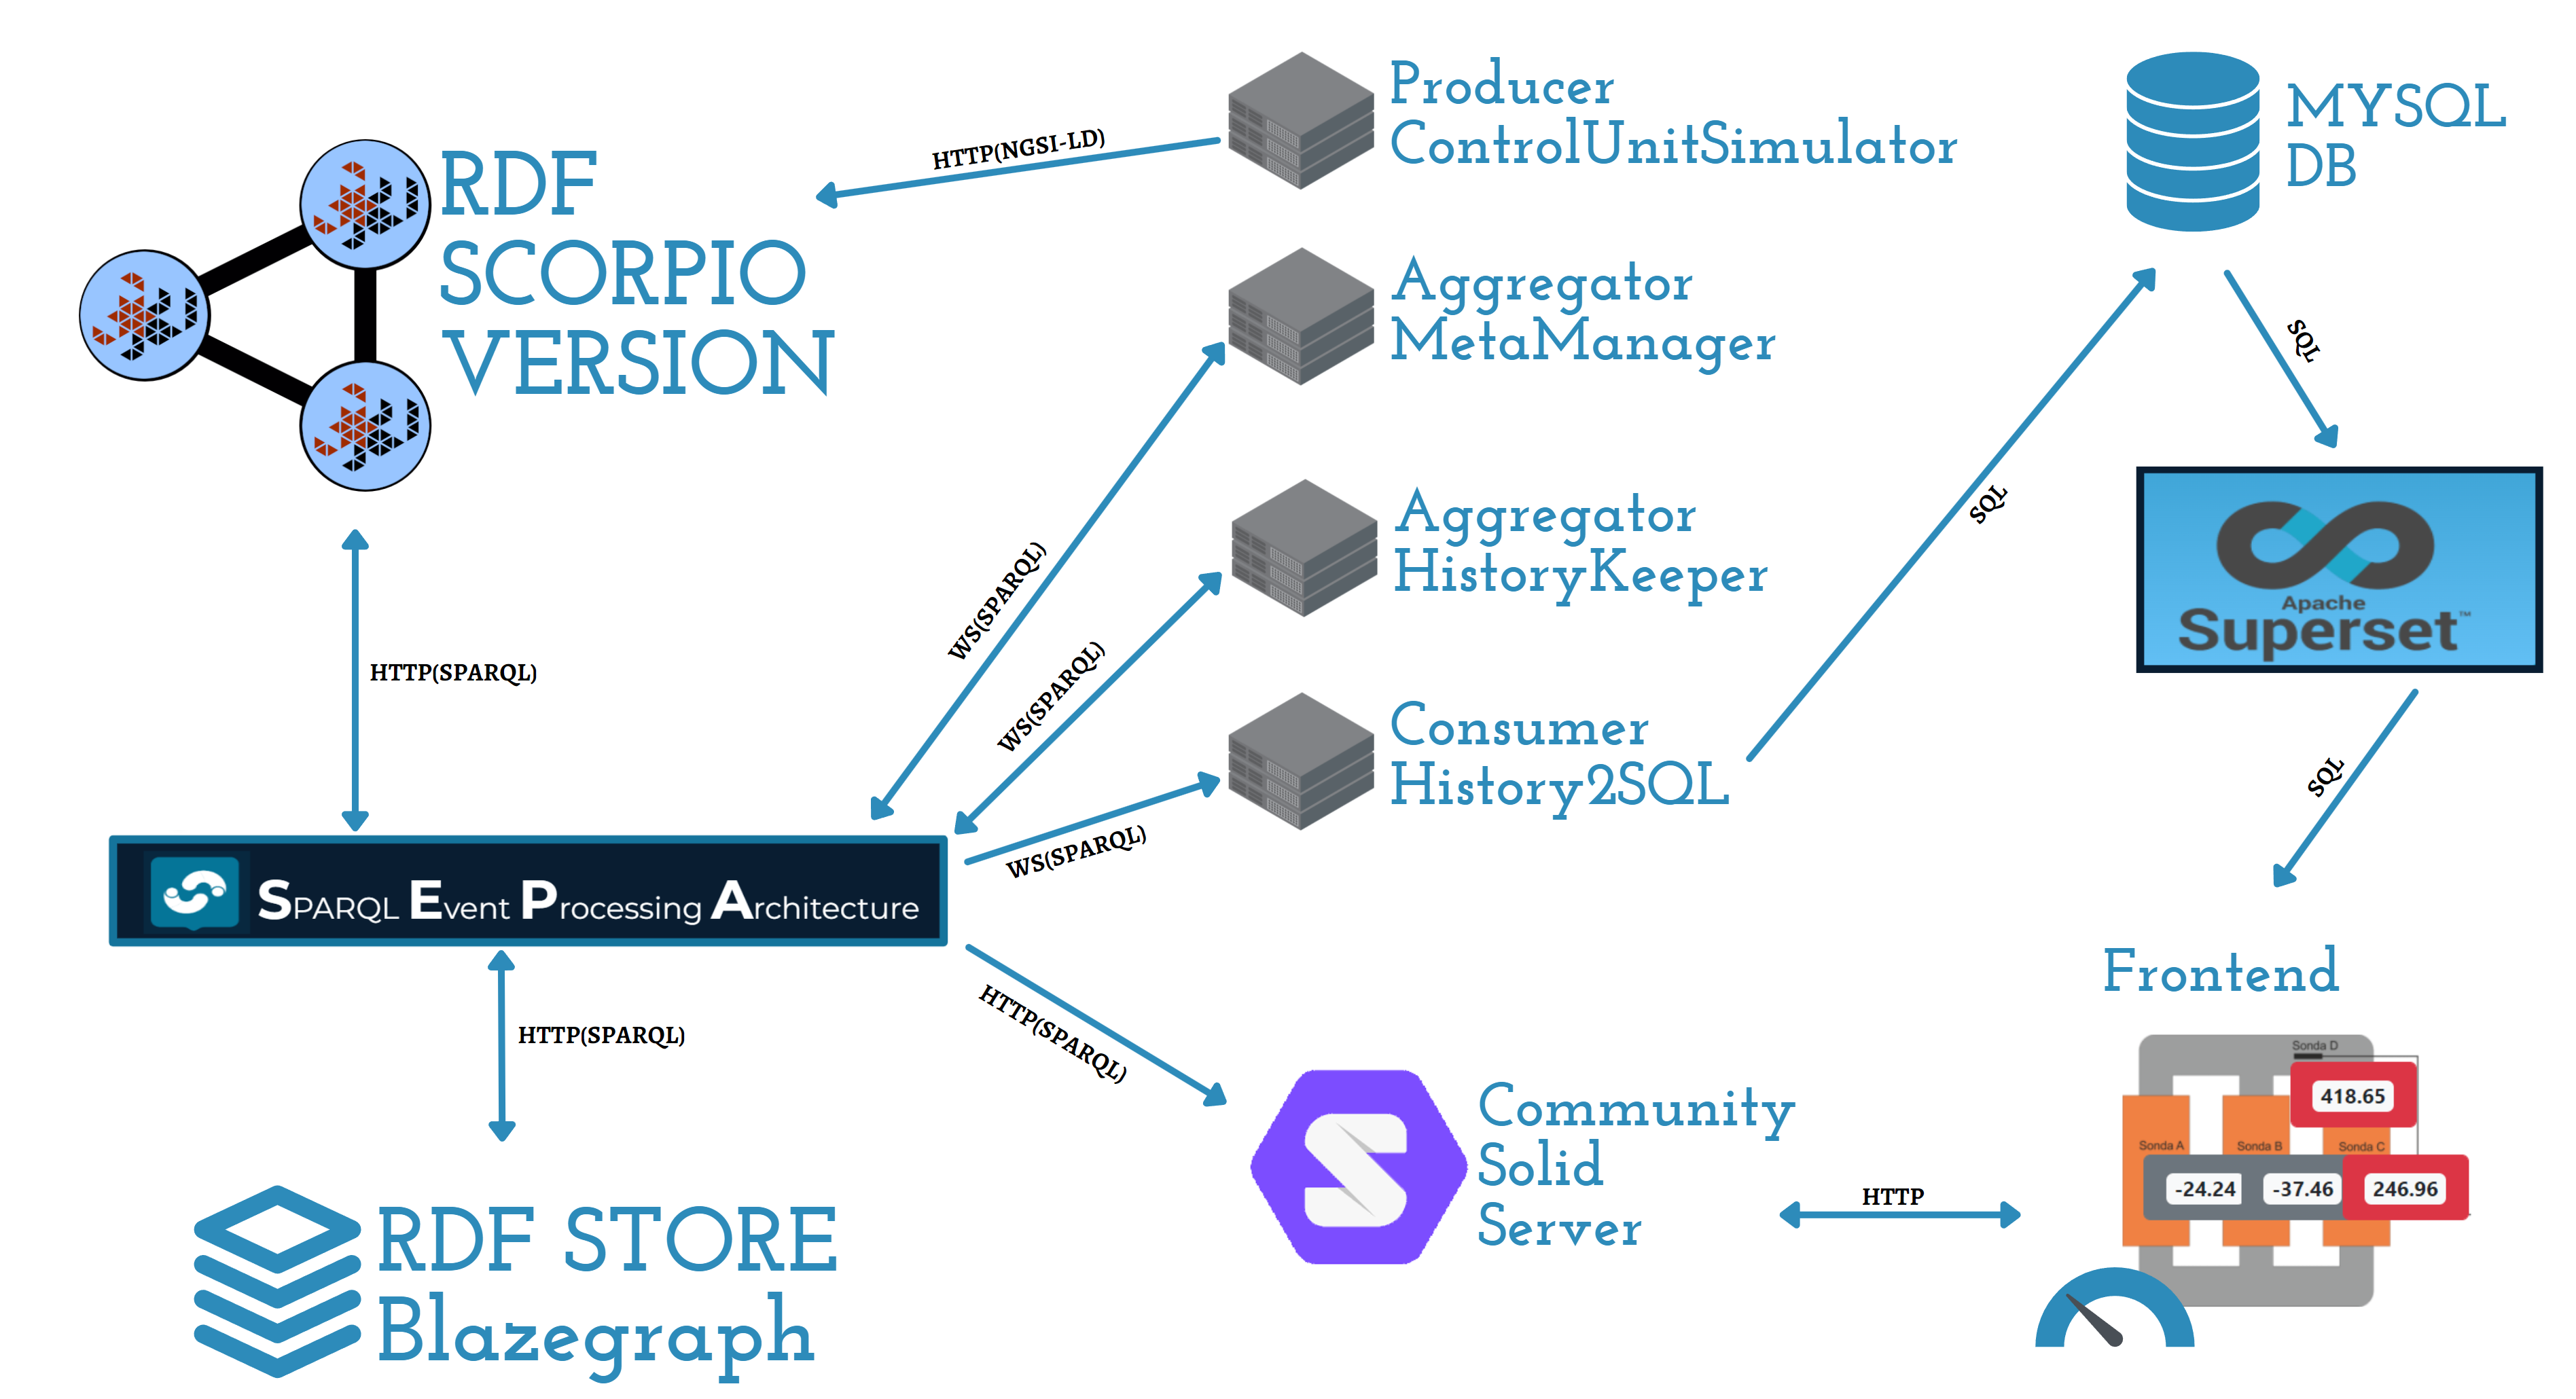 RDF
SCORPIO
VERSION
HTTP(NGSI-LD)
Producer
ControlUnitSimulator
MYSQL
DB
Aggregator
MetaManager
SQL
Aggregator
HistoryKeeper
SQL
Apache
Superset™
WS(SPARQL)
WS(SPARQL)
HTTP(SPARQL)
Consumer
History2SQL
SQL
WS(SPARQL)
SPARQL Event Processing Architecture
Frontend
HTTP(SPARQL)
HTTP(SPARQL)
Community
Solid
Server
HTTP
Sonda D
418.65
Sonda A
Sonda B
Sonda C
-24.24
-37.46
246.96
RDF STORE
Blazegraph